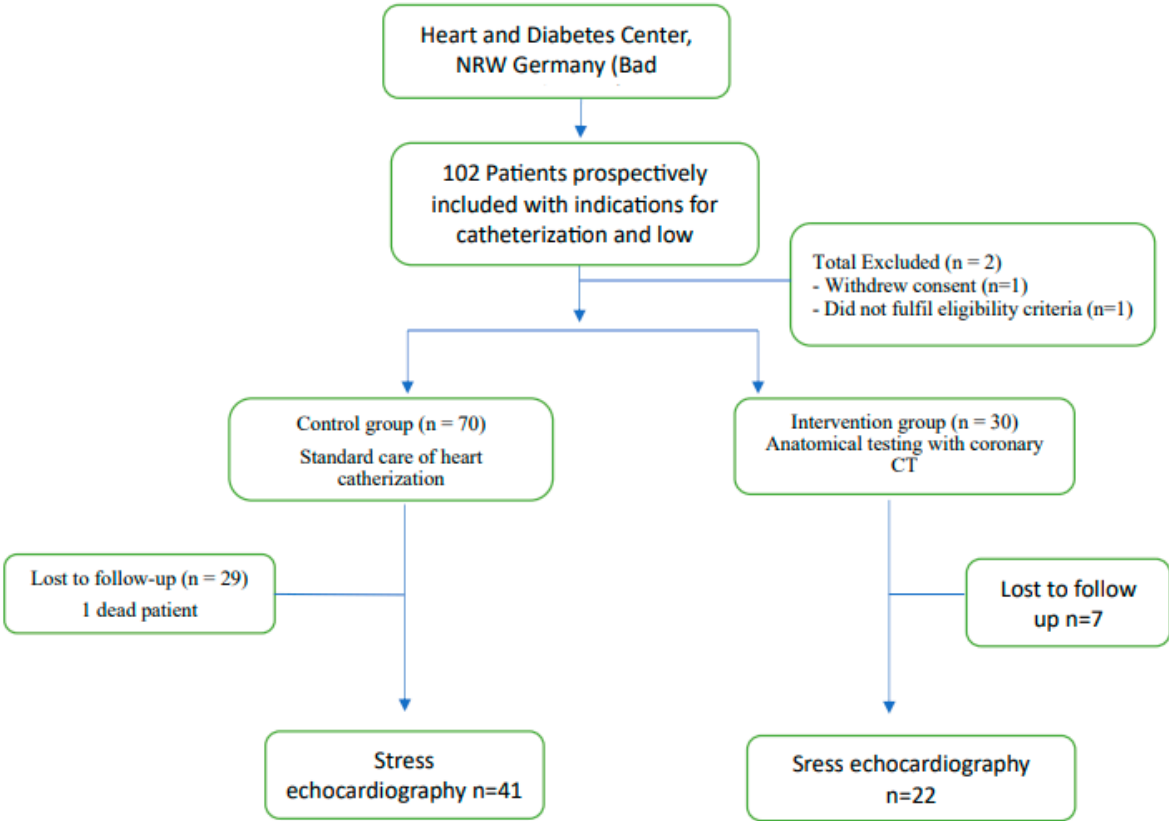 Heart and Diabetes Center,
NRW Germany (Bad
102 Patients prospectively
included with indications for
catheterization and low
Total Excluded (n = 2)
- Withdrew consent (n=1)
- Did not fulfil eligibility criteria (n=1)
Control group (n = 70)
Standard care of heart
catherization
Intervention group (n = 30)
Anatomical testing with coronary
CT
Lost to follow-up (n = 29)
1 dead patient
Lost to follow
up n=7
Stress
echocardiography n=41
Sress echocardiography
n=22